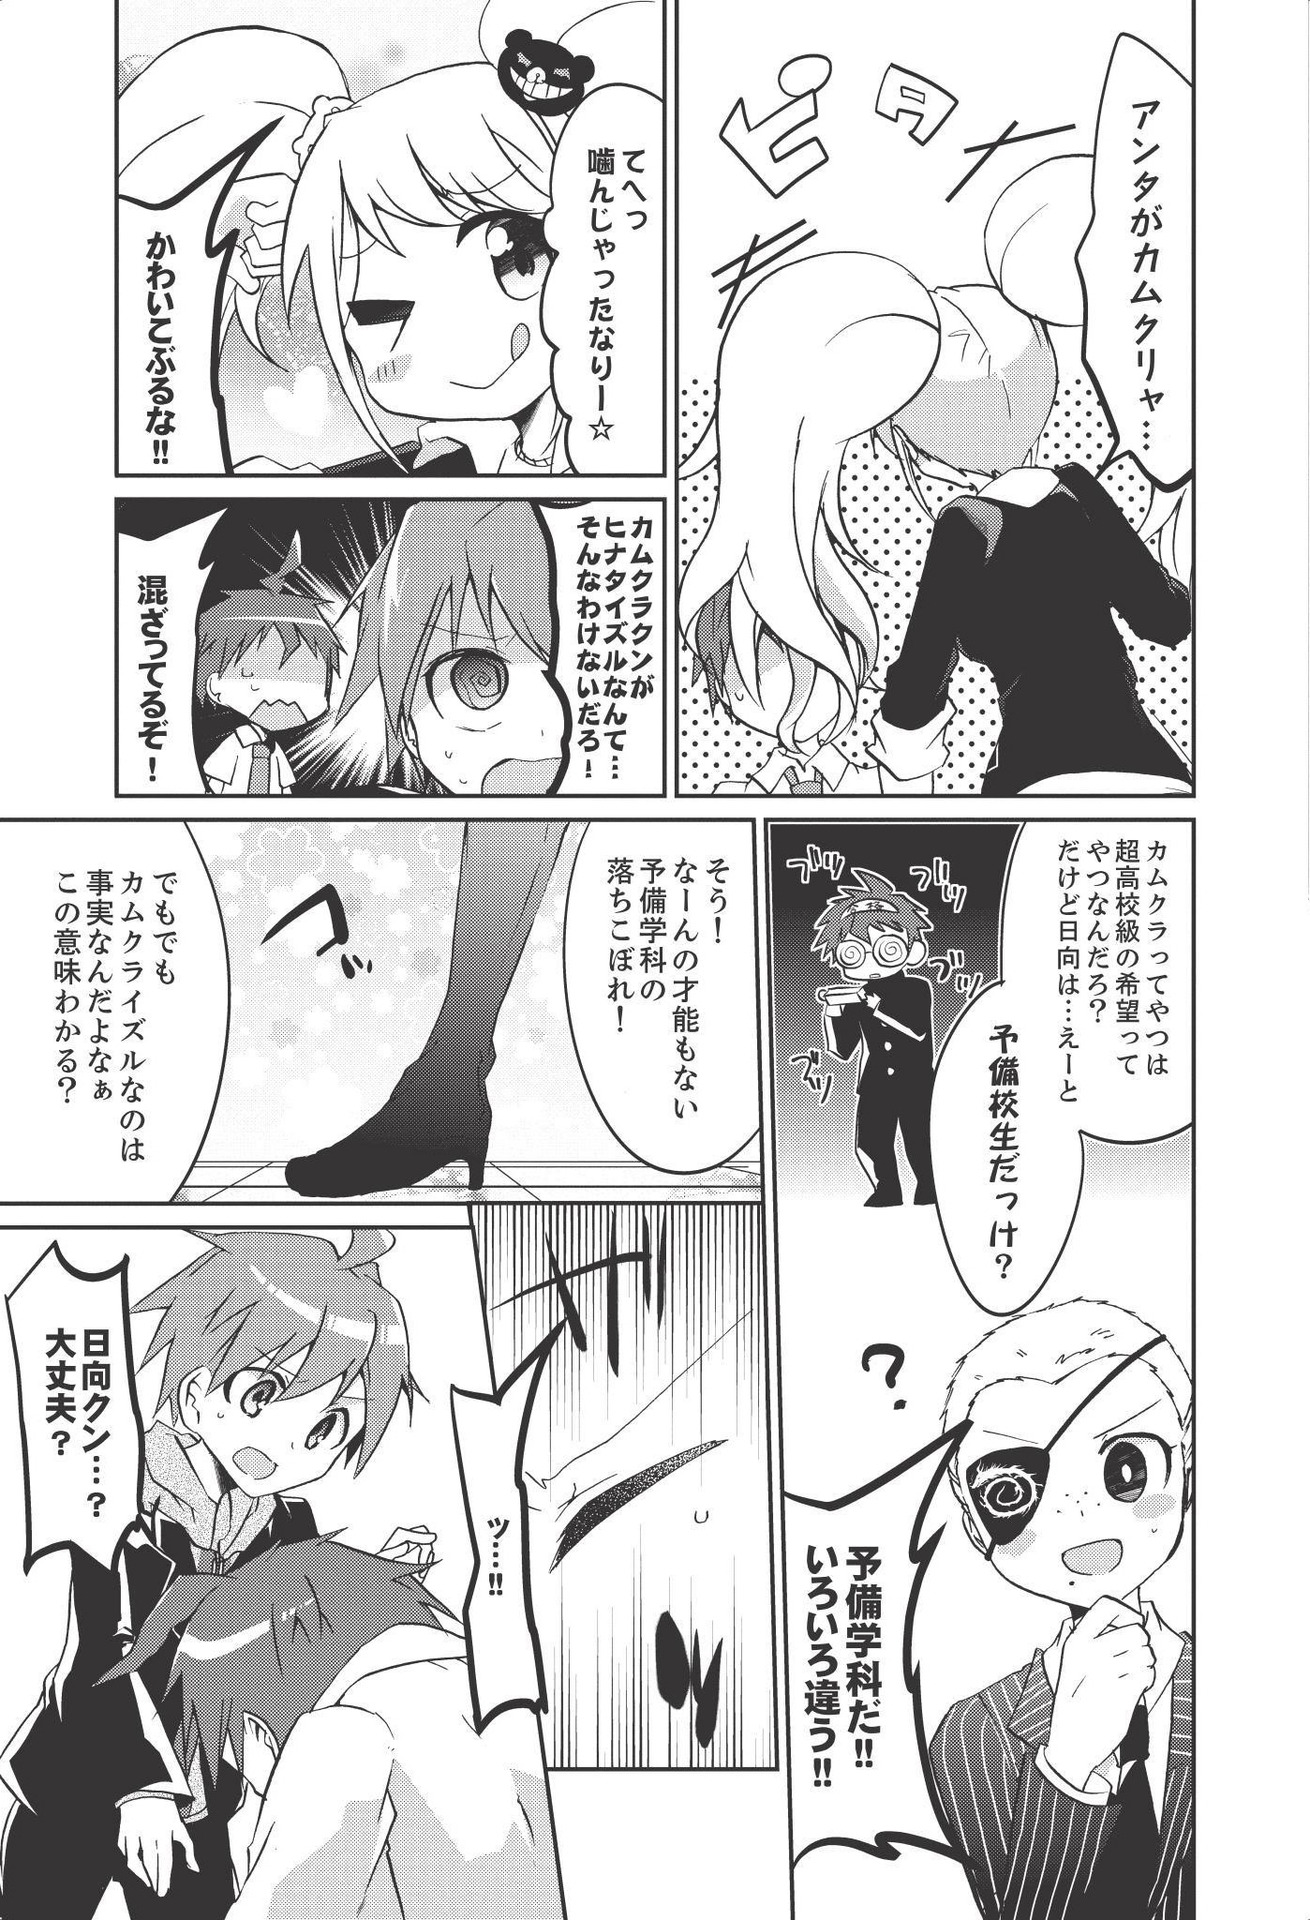 アンタがカムクリャ…
ピタッ
てへっ
噛んじゃったなりー☆
かわいこぶるな!!
カムクラクンが
ヒナタイズルなんて…
そんなわけないだろ!
混ざってるぞ!
カムクラってやつは
超高校級の希望って
やつなんだろ?
だけど日向は…えーと
予備校生だっけ?
ブツブツ
ブツブツ
ブツ
ブツ
?
予備学科だ!!
いろいろ違う!!
そう!
なーんの才能もない
予備学科の
落ちこぼれ!
でもでも
カムクライズルなのは
事実なんだよなぁ
この意味わかる?
ッ…!!
日向クン…?
大丈夫?